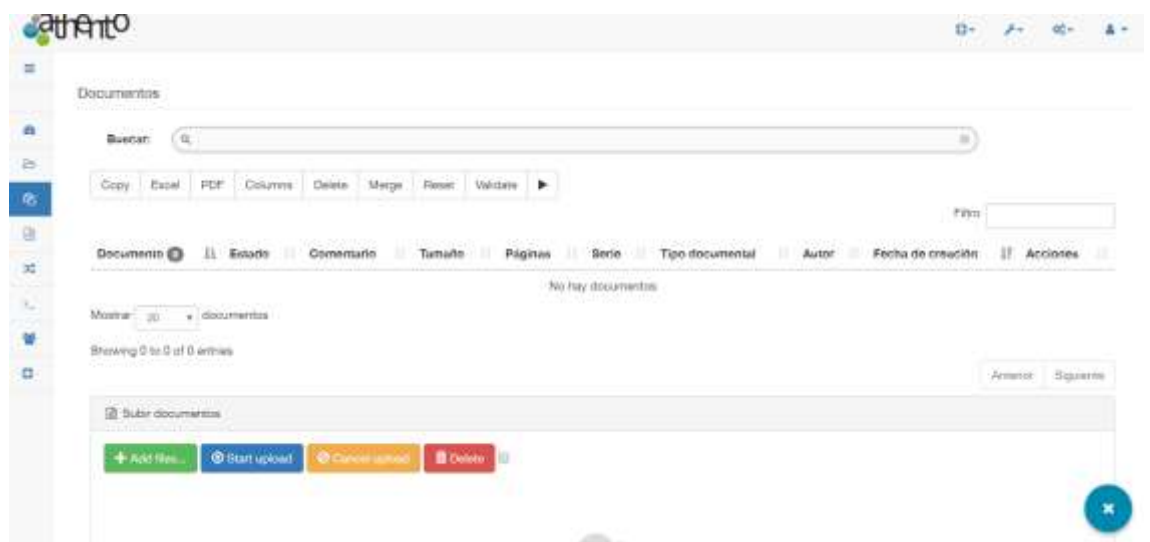 athento
Documentos
Buscar:
Copy Excel PDF Columns Delete Merge Reset Validate
Filtro
Documento 0 Estado Comentario Tamaño Páginas Serie Tipo documental Autor Fecha de creación Acciones
No hay documentos
Mostrar 20 documentos
Showing 0 to 0 of 0 entries
Anterior Siguiente
Subir documentos
Add files... Start upload Cancel upload Delete